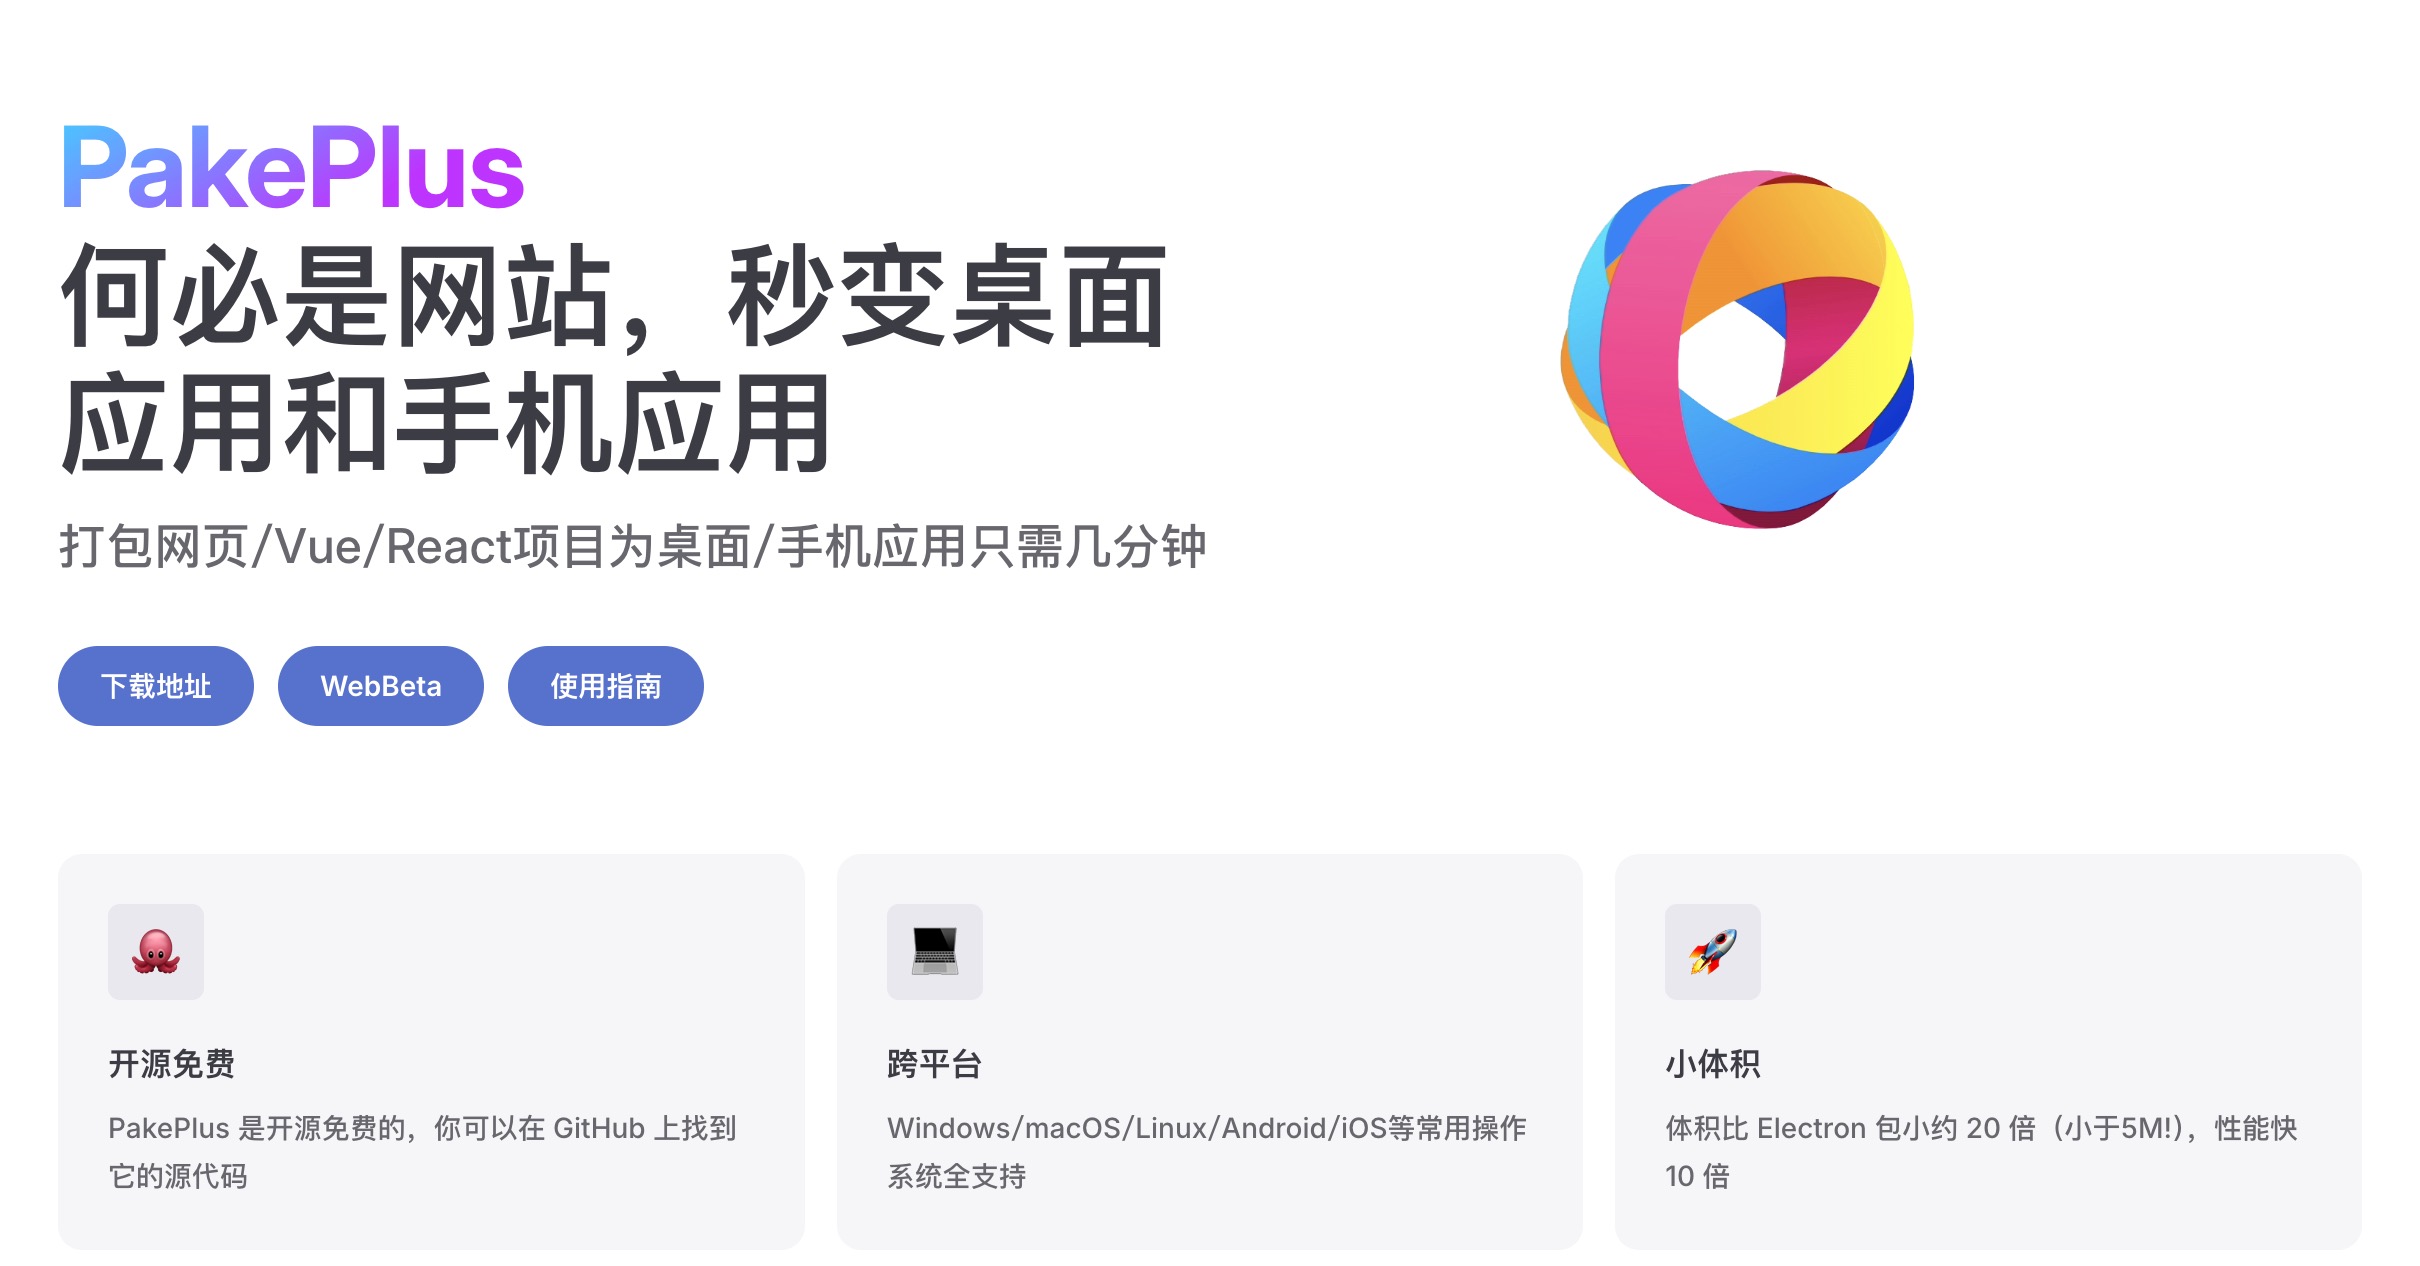 PakePlus
何必是网站，秒变桌面
应用和手机应用
打包网页/Vue/React项目为桌面/手机应用只需几分钟
下载地址
WebBeta
使用指南
开源免费
PakePlus 是开源免费的，你可以在 GitHub 上找到
它的源代码
跨平台
Windows/macOS/Linux/Android/iOS等常用操作
系统全支持
小体积
体积比 Electron 包小约 20 倍（小于5M!），性能快
10 倍